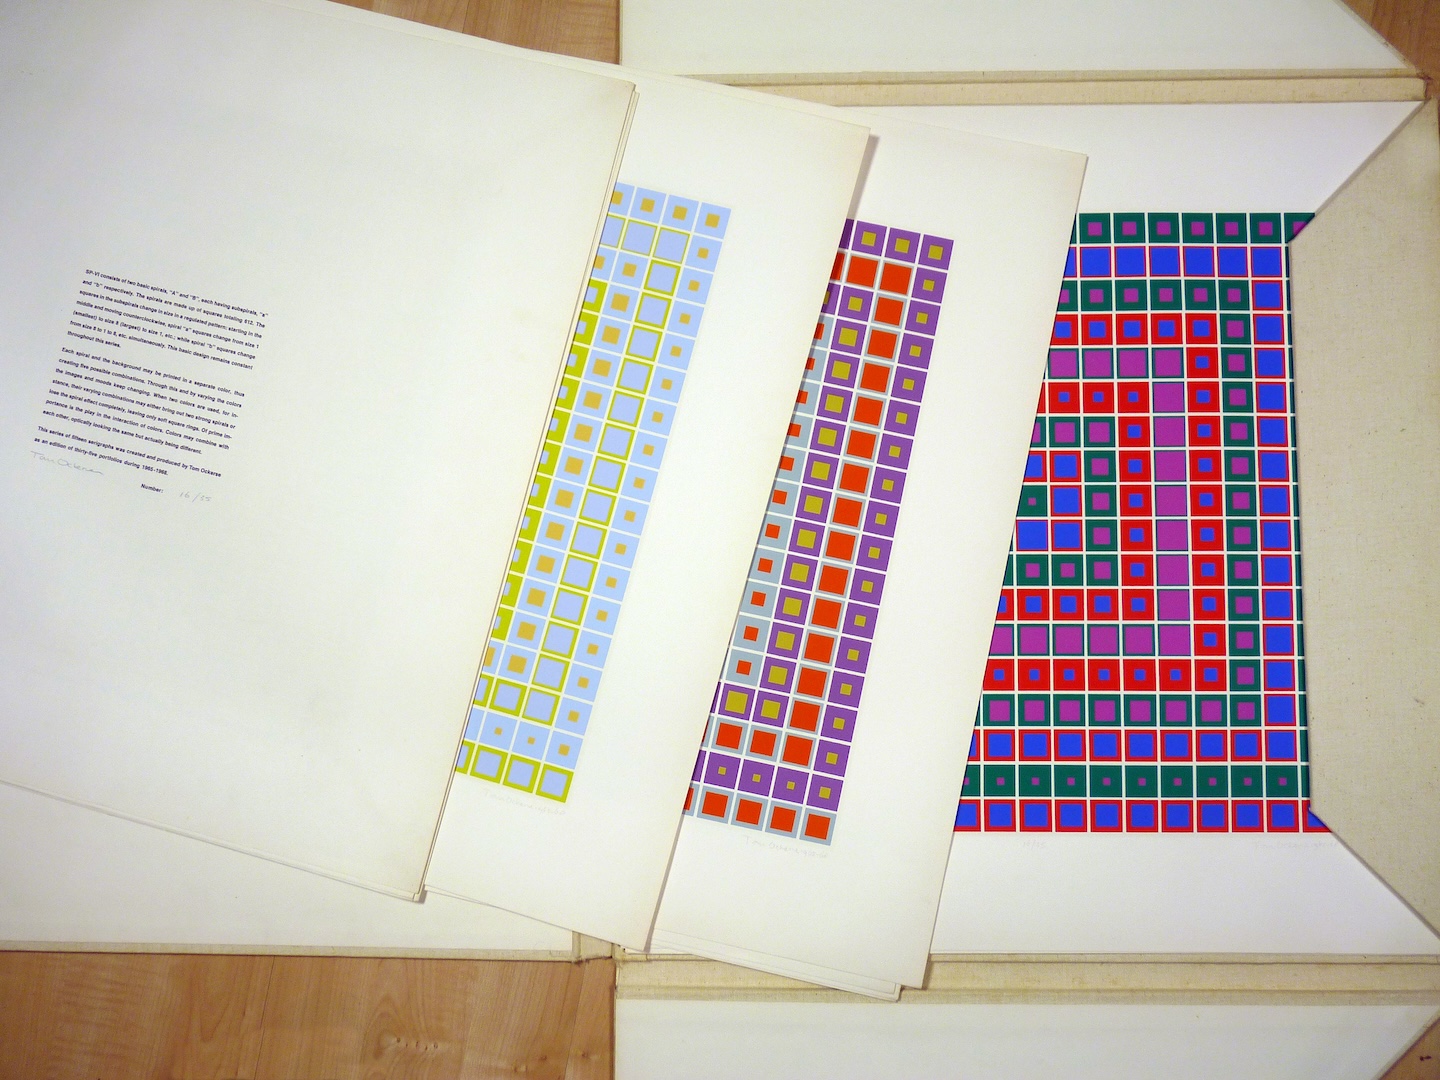 SP-VI consists of two basic spirals, "A" and "B", each having subspirals, "a"
and "b" respectively. The spirals are made up of squares totaling 612. The
squares in the subspirals change in size in a regulated pattern: starting in the
middle and moving counterclockwise, spiral "a" squares change from size 1
(smallest) to size 8 (largest) to size 1, etc.; while spiral "b" squares change
from size 8 to 1 to 8, etc. simultaneously. This basic design remains constant
throughout this series.
Each spiral and the background may be printed in a separate color, thus
creating five possible combinations. Through this and by varying the colors
the images and moods keep changing. When two colors are used, for in-
stance, their varying combinations may either bring out two strong spirals or
lose the spiral effect completely, leaving only soft square rings. Of prime im-
portance is the play in the interaction of colors. Colors may combine with
each other, optically looking the same but actually being different.
This series of fifteen serigraphs was created and produced by Tom Ockerse
as an edition of thirty-five portfolios during 1965-1966.
Tom Ockerse
Number: 16/35